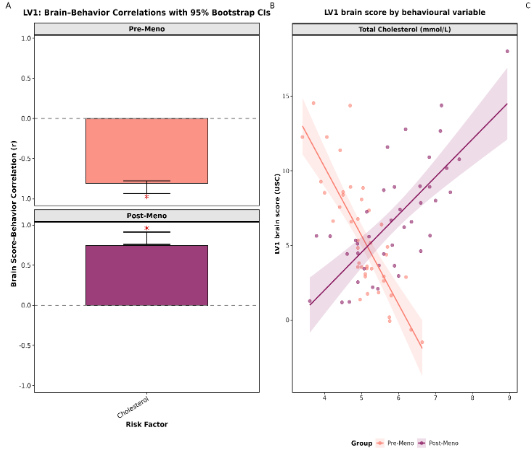 A
LV1: Brain–Behavior Correlations with 95% Bootstrap CIs
Pre-Meno
1.0
0.5
0.0
-0.5
-1.0
*
Post-Meno
1.0
0.5
0.0
-0.5
-1.0
*
Cholesterol
Risk Factor
Brain Score–Behavior Correlation (r)
B
LV1 brain score by behavioural variable
Total Cholesterol (mmol/L)
15
10
5
0
4
5
6
7
8
9
LV1 brain score (USC)
Group
Pre-Meno
Post-Meno
C